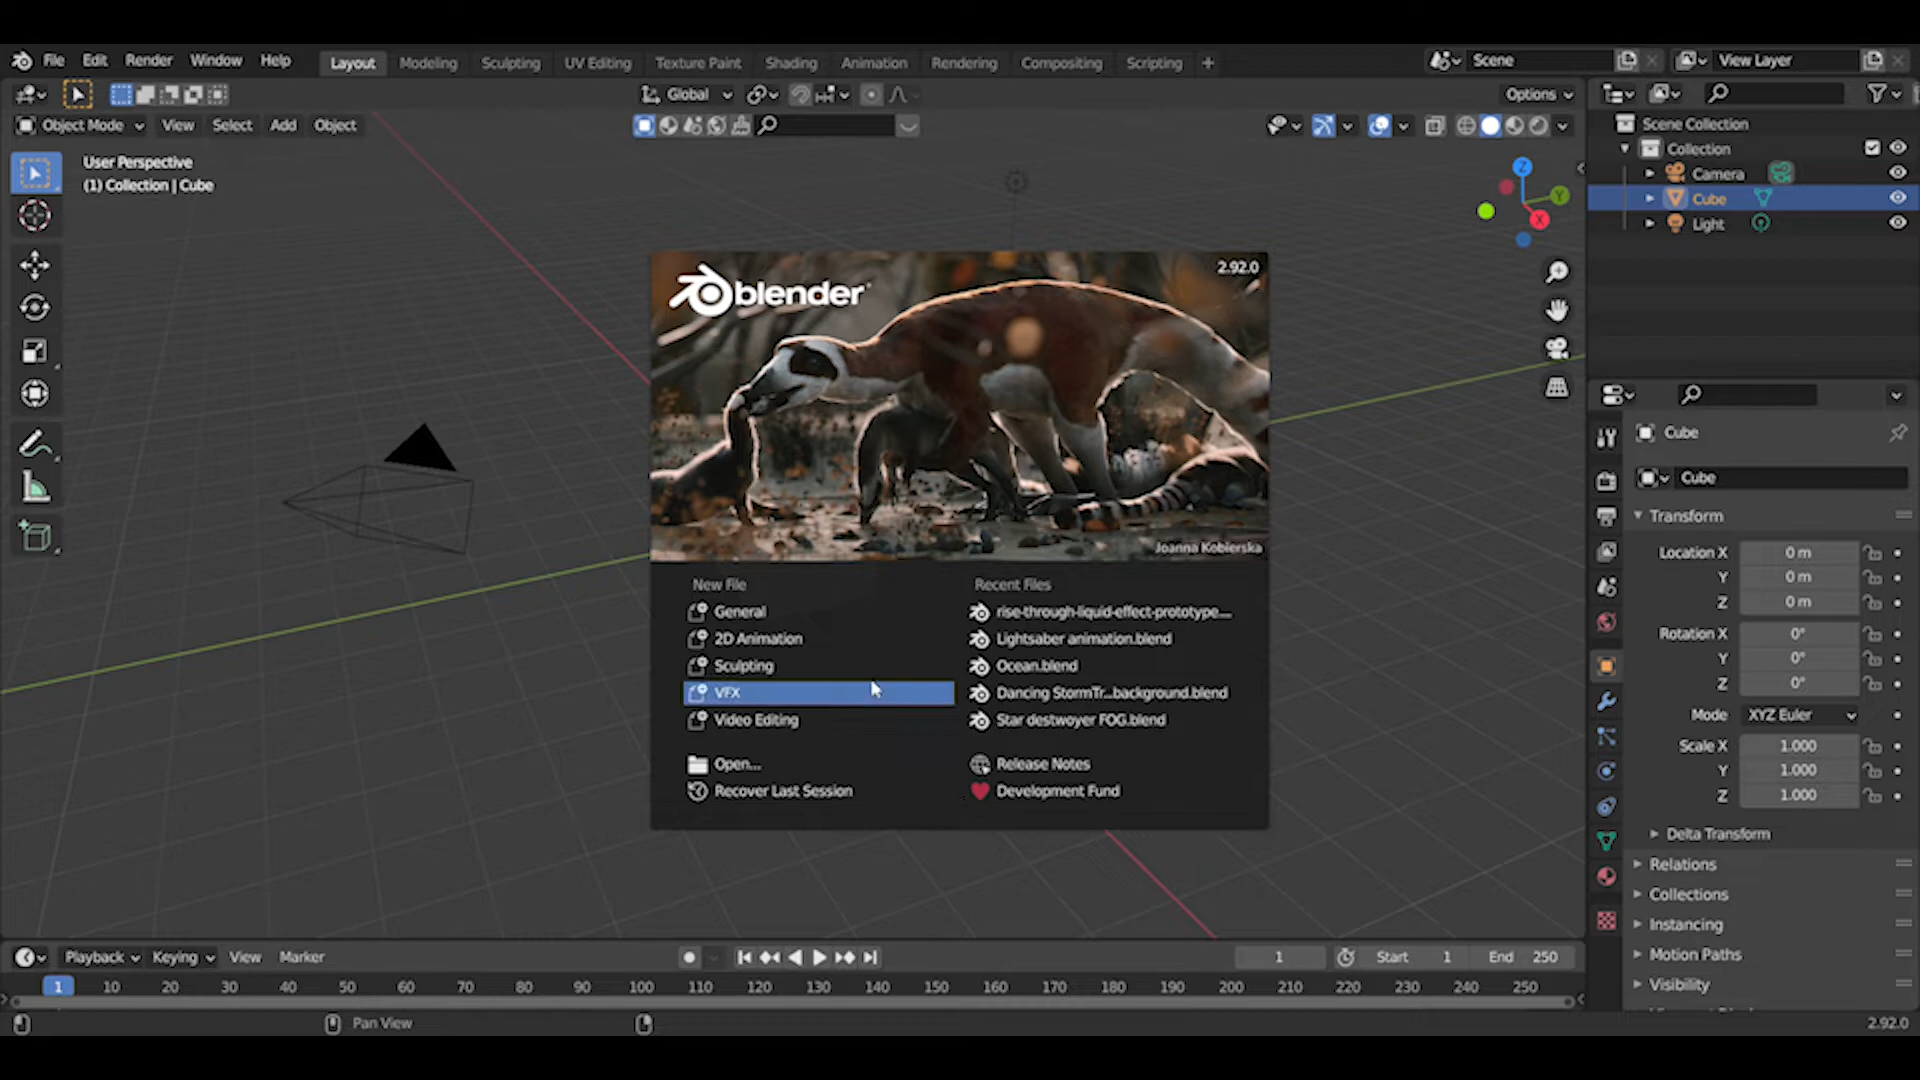 File Edit Render Window Help Layout Modeling Sculpting UV Editing Texture Paint Shading Animation Rendering Compositing Scripting + Scene View Layer
Global Options
Object Mode View Select Add Object
User Perspective
(1) Collection | Cube
Z
Y
X
Scene Collection
Collection
Camera
Cube
Light
blender
2.92.0
Joanna Kobierska
New File
General
2D Animation
Sculpting
VFX
Video Editing
Open...
Recover Last Session
Recent Files
rise-through-liquid-effect-prototype....
Lightsaber animation.blend
Ocean.blend
Dancing StormTr...background.blend
Star destwoyer FOG.blend
Release Notes
Development Fund
Cube
Cube
Transform
Location X 0 m
Y 0 m
Z 0 m
Rotation X 0°
Y 0°
Z 0°
Mode XYZ Euler
Scale X 1.000
Y 1.000
Z 1.000
Delta Transform
Relations
Collections
Instancing
Motion Paths
Visibility
Playback Keying View Marker 1 Start 1 End 250
1 10 20 30 40 50 60 70 80 90 100 110 120 130 140 150 160 170 180 190 200 210 220 230 240 250
Pan View 2.92.0